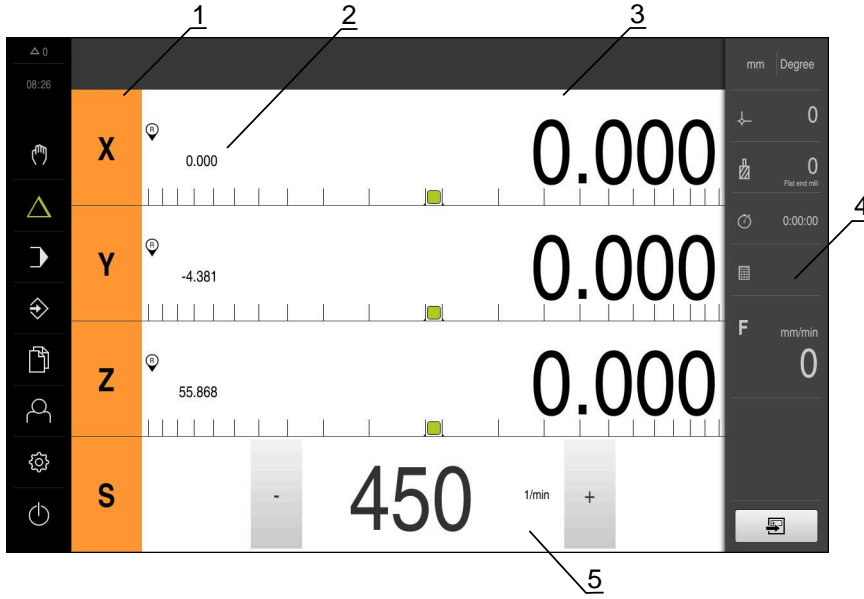 1 2 3
△ 0
08:26
mm Degree
X R 0.000 0.000
0
0
Flat end mill
Y R -4.381 0.000
0:00:00
F mm/min
0
Z R 55.868 0.000
S - 450 1/min +
4
5